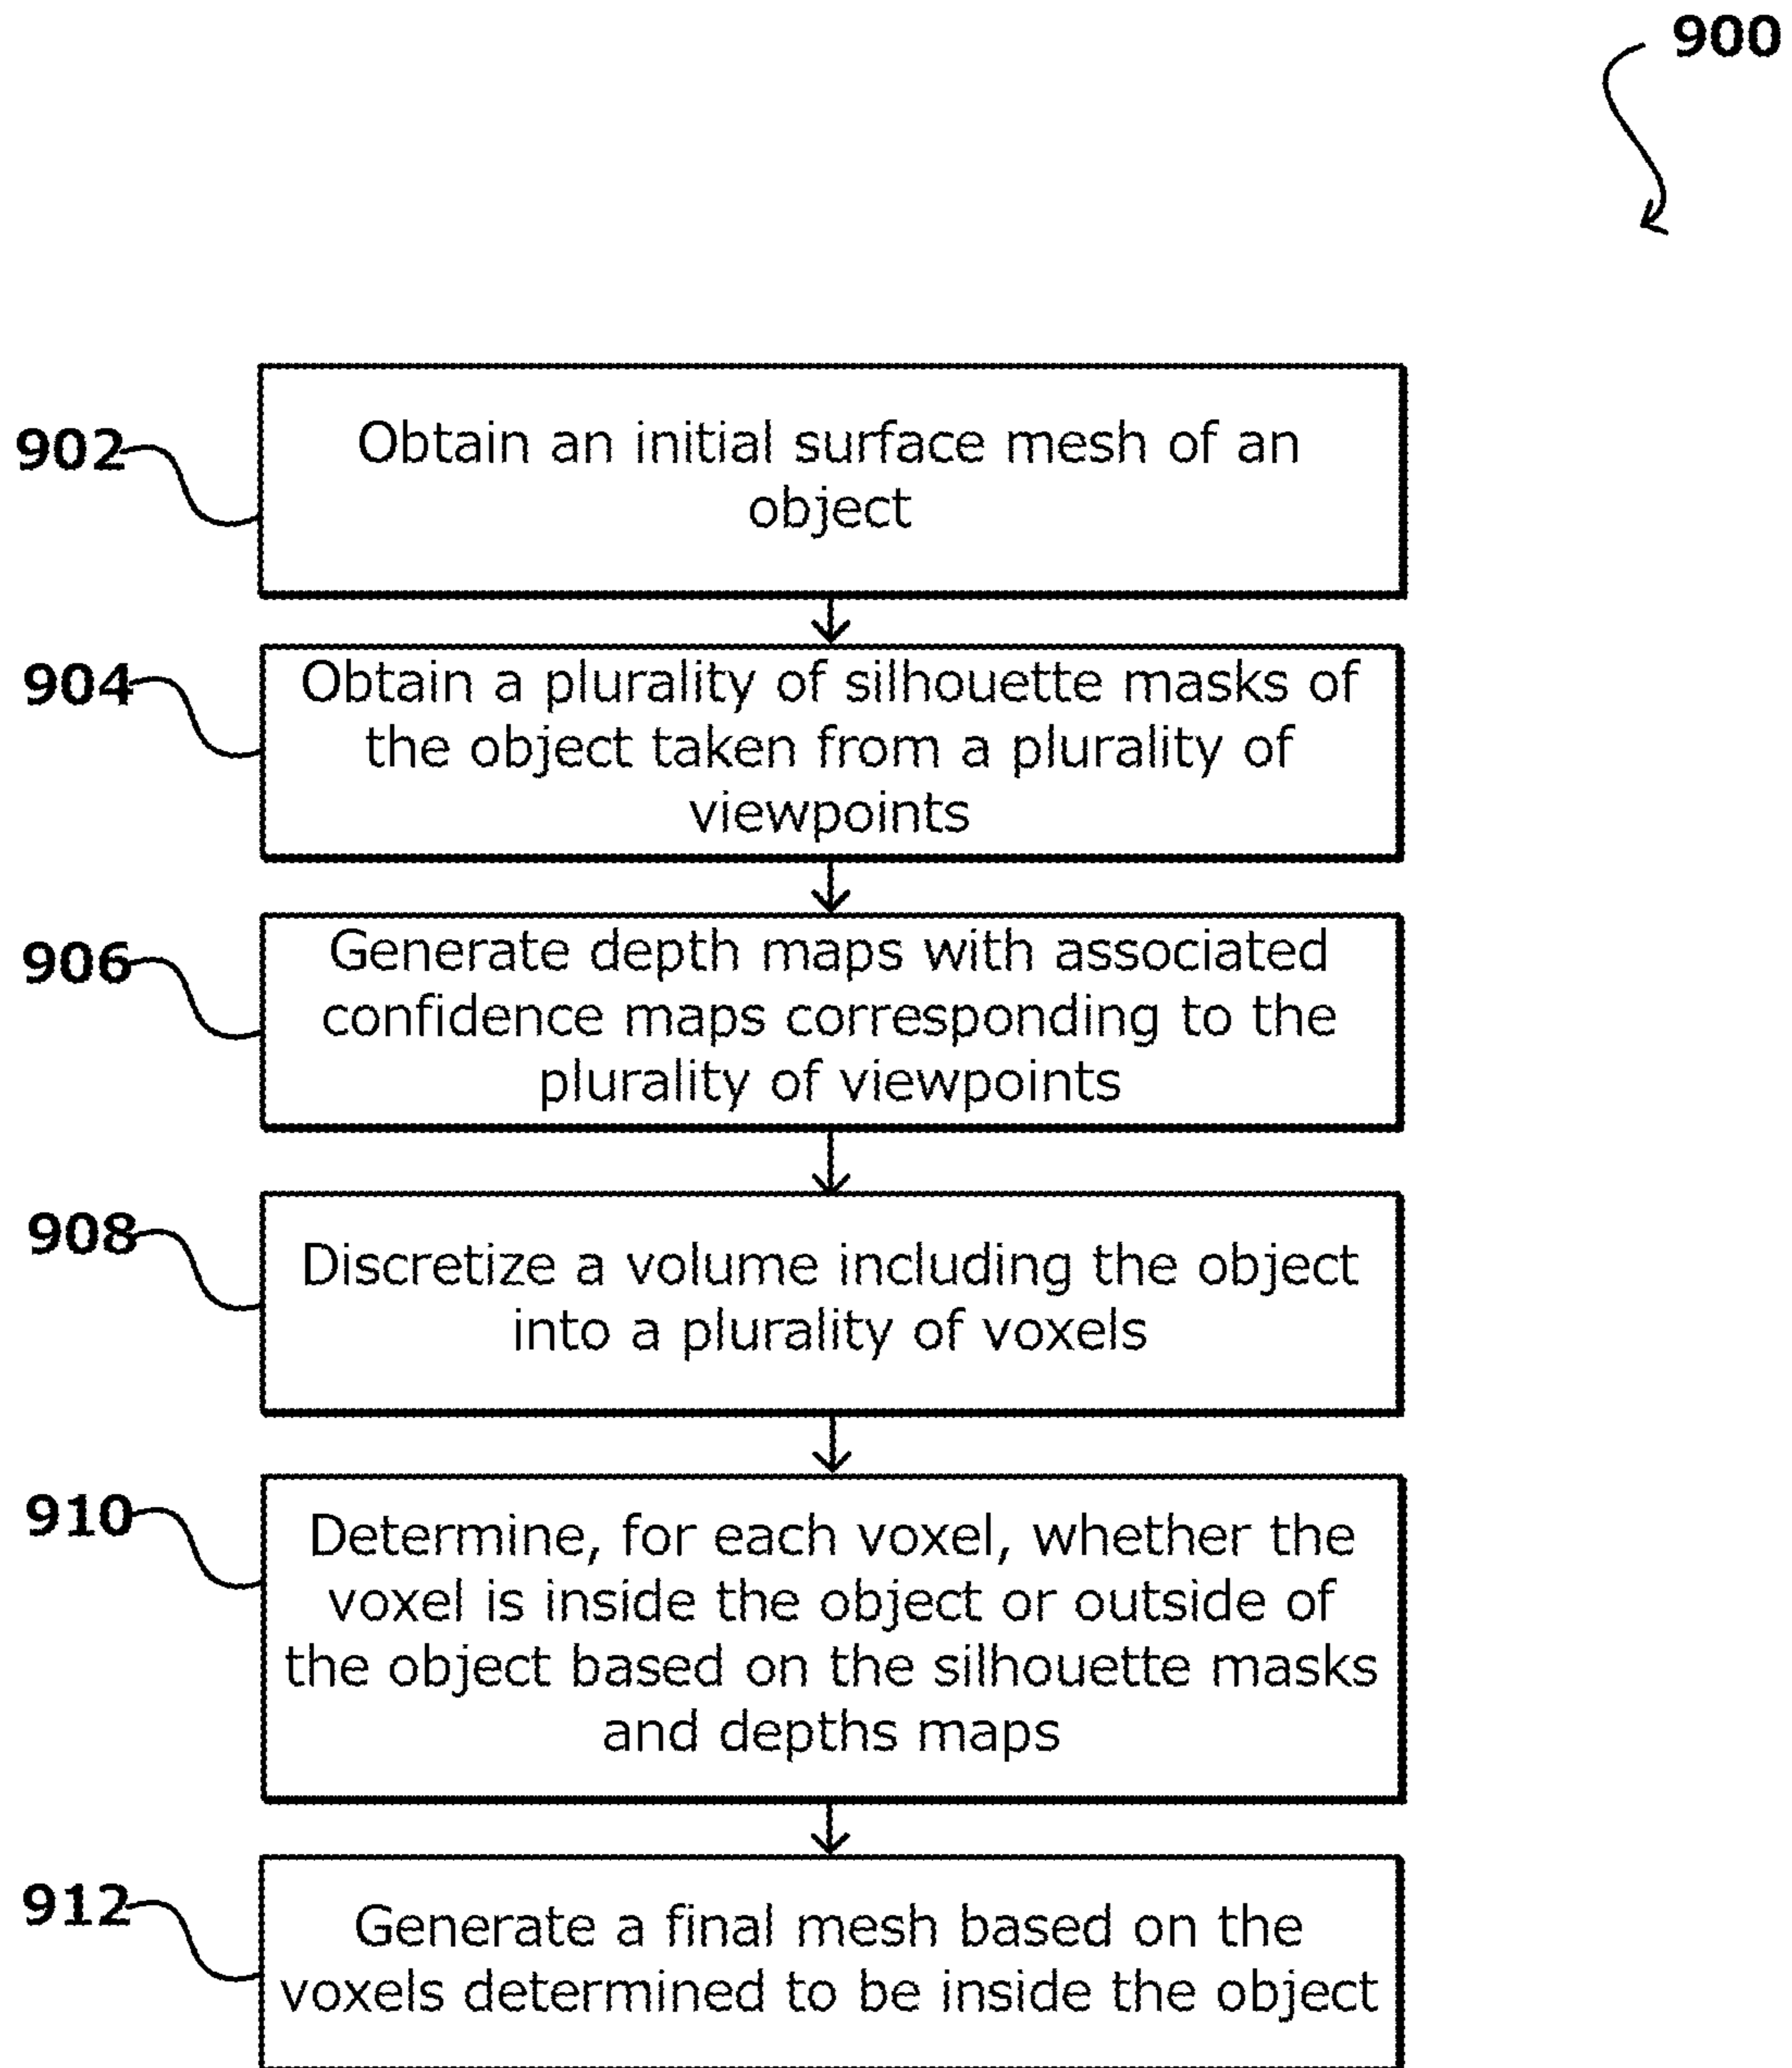 900
902
Obtain an initial surface mesh of an
object
904
Obtain a plurality of silhouette masks of
the object taken from a plurality of
viewpoints
906
Generate depth maps with associated
confidence maps corresponding to the
plurality of viewpoints
908
Discretize a volume including the object
into a plurality of voxels
910
Determine, for each voxel, whether the
voxel is inside the object or outside of
the object based on the silhouette masks
and depths maps
912
Generate a final mesh based on the
voxels determined to be inside the object